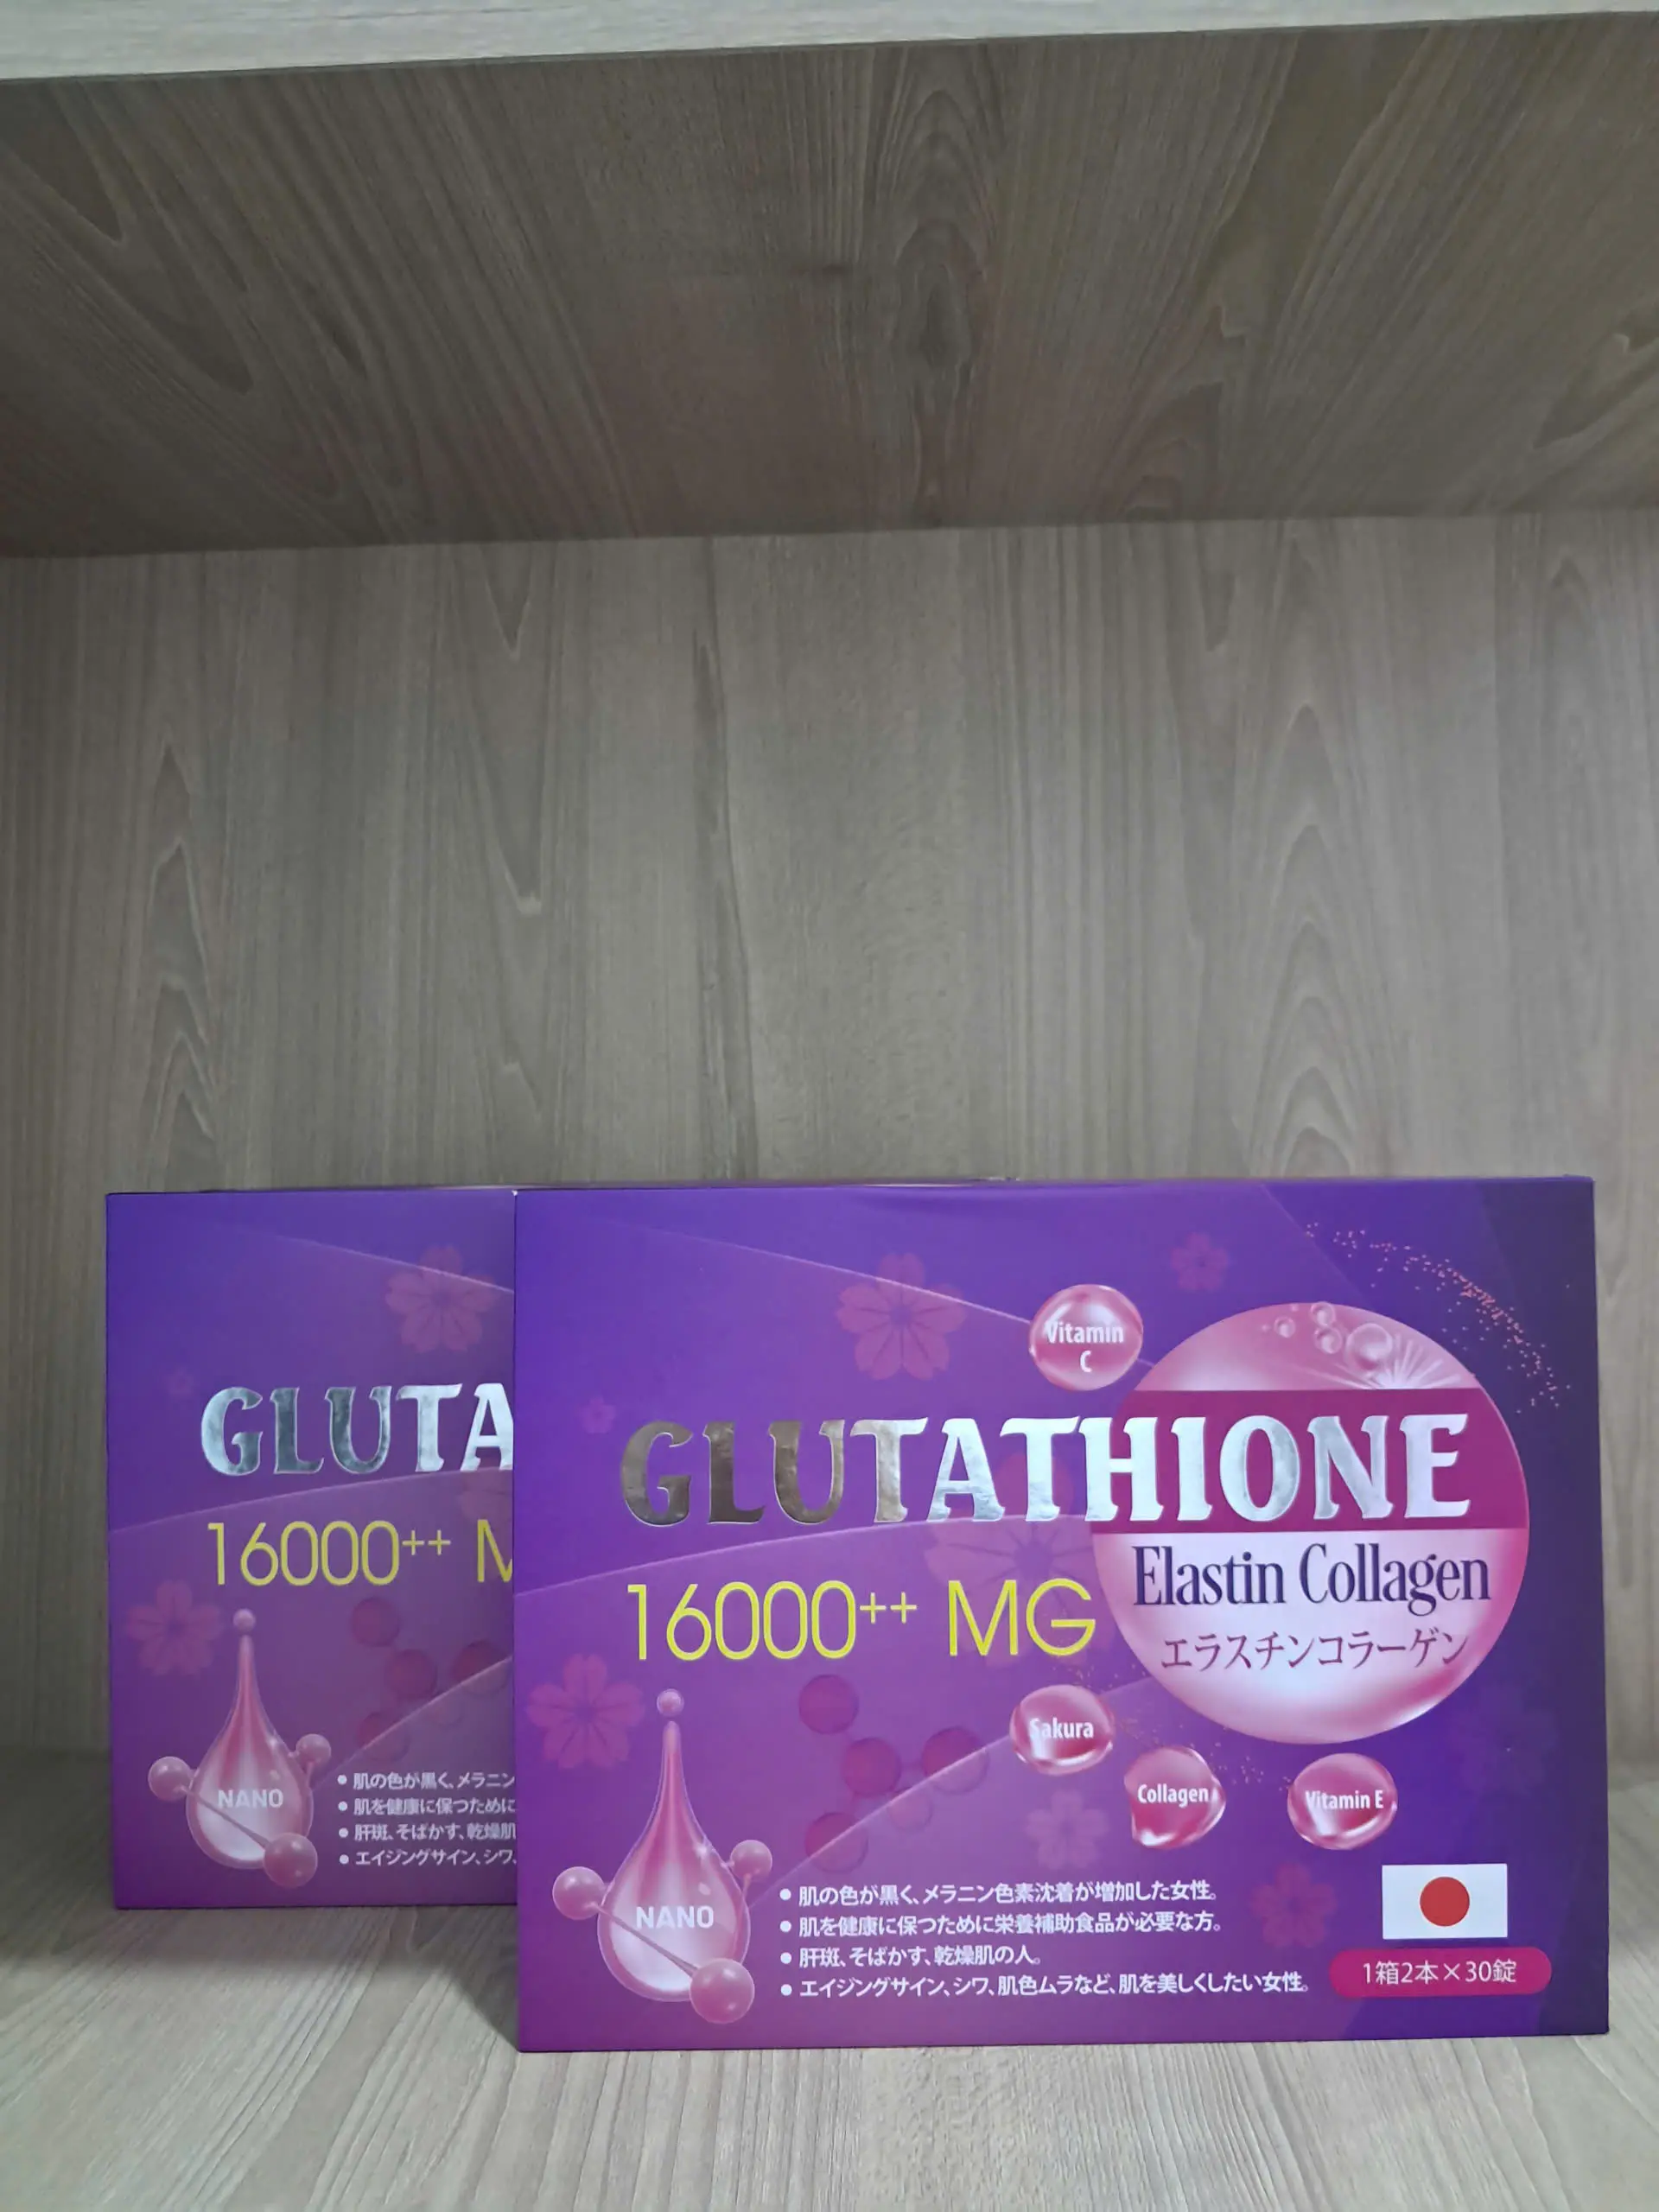 GLUTA
16000++ M
NANO
● 肌の色が黒く、メラニン
● 肌を健康に保つために
● 肝斑、そばかす、乾燥肌
● エイジングサイン、シワ、
Vitamin
C
GLUTATHIONE
Elastin Collagen
エラスチンコラーゲン
16000++ MG
Sakura
Collagen
Vitamin E
NANO
● 肌の色が黒く、メラニン色素沈着が増加した女性。
● 肌を健康に保つために栄養補助食品が必要な方。
● 肝斑、そばかす、乾燥肌の人。
● エイジングサイン、シワ、肌色ムラなど、肌を美しくしたい女性。
1箱2本×30錠